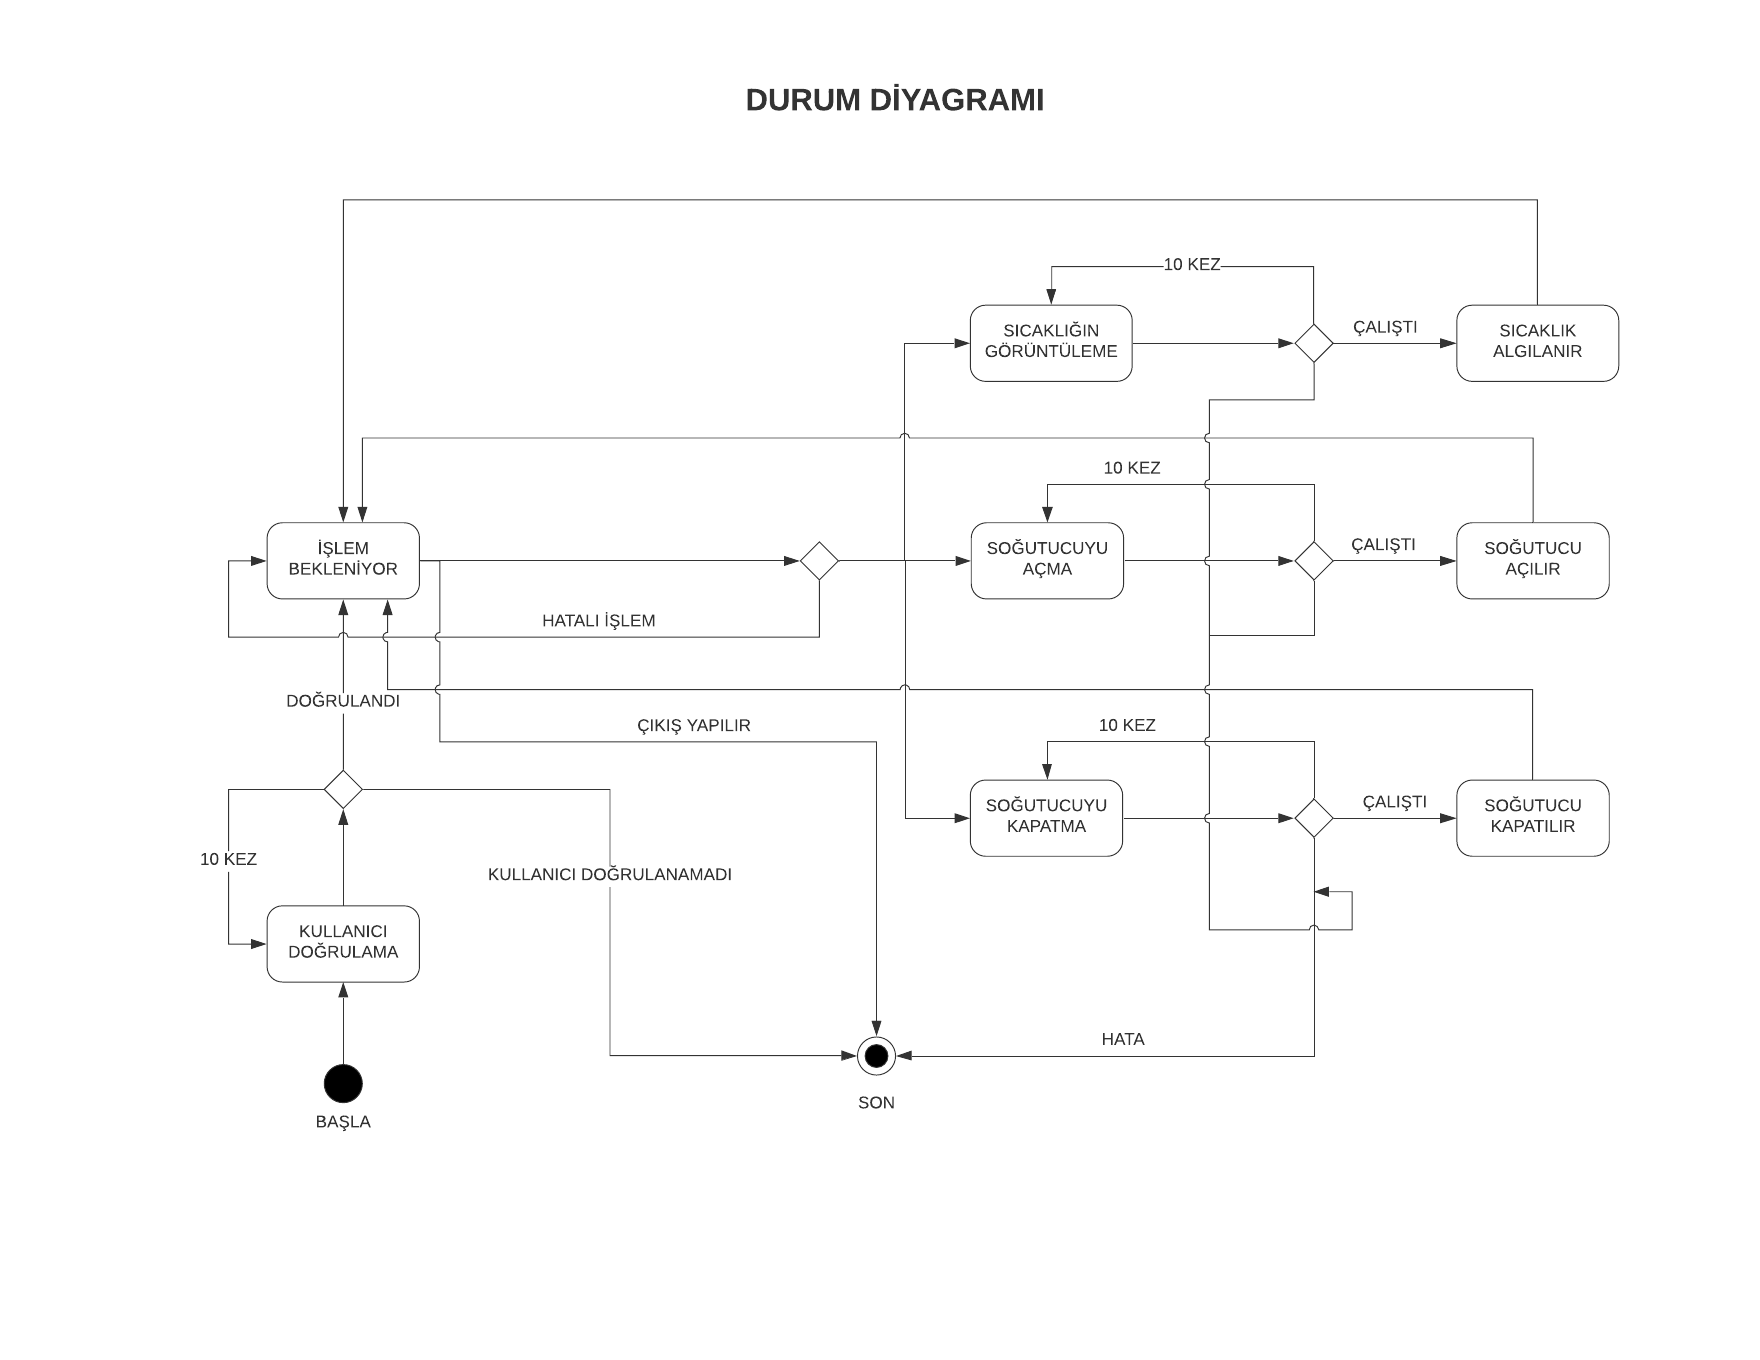 DURUM DİYAGRAMI
10 KEZ
SICAKLIĞIN
GÖRÜNTÜLEME
ÇALIŞTI
SICAKLIK
ALGILANIR
10 KEZ
İŞLEM
BEKLENİYOR
SOĞUTUCUYU
AÇMA
ÇALIŞTI
SOĞUTUCU
AÇILIR
HATALI İŞLEM
DOĞRULANDI
ÇIKIŞ YAPILIR
10 KEZ
SOĞUTUCUYU
KAPATMA
ÇALIŞTI
SOĞUTUCU
KAPATILIR
10 KEZ
KULLANICI DOĞRULANAMADI
KULLANICI
DOĞRULAMA
HATA
SON
BAŞLA